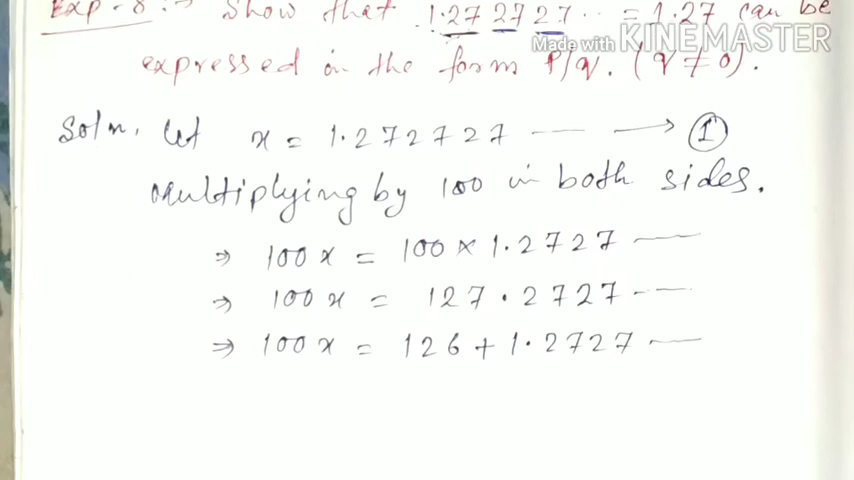 Exp-8:→ Show that 1.27 27 27... = 1.27 can be
Made with KINEMASTER
expressed in the form P/q. (q ≠ 0).
Soln. Let x = 1.272727 —— → ①
Multiplying by 100 in both sides.
⇒ 100x = 100 × 1.2727 ——
⇒ 100x = 127.2727 -——
⇒ 100x = 126 + 1.2727 ——